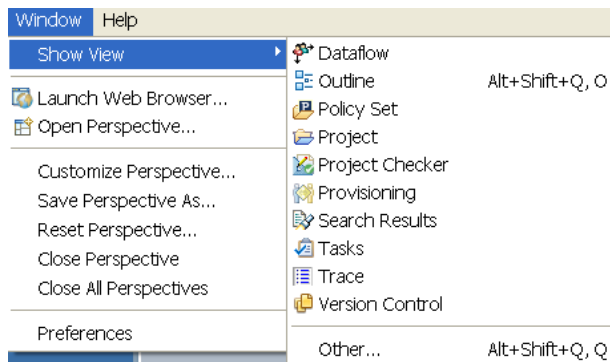 Window Help
Show View
Launch Web Browser...
Open Perspective...
Customize Perspective...
Save Perspective As...
Reset Perspective...
Close Perspective
Close All Perspectives
Preferences
Dataflow
Outline Alt+Shift+Q, O
Policy Set
Project
Project Checker
Provisioning
Search Results
Tasks
Trace
Version Control
Other... Alt+Shift+Q, Q